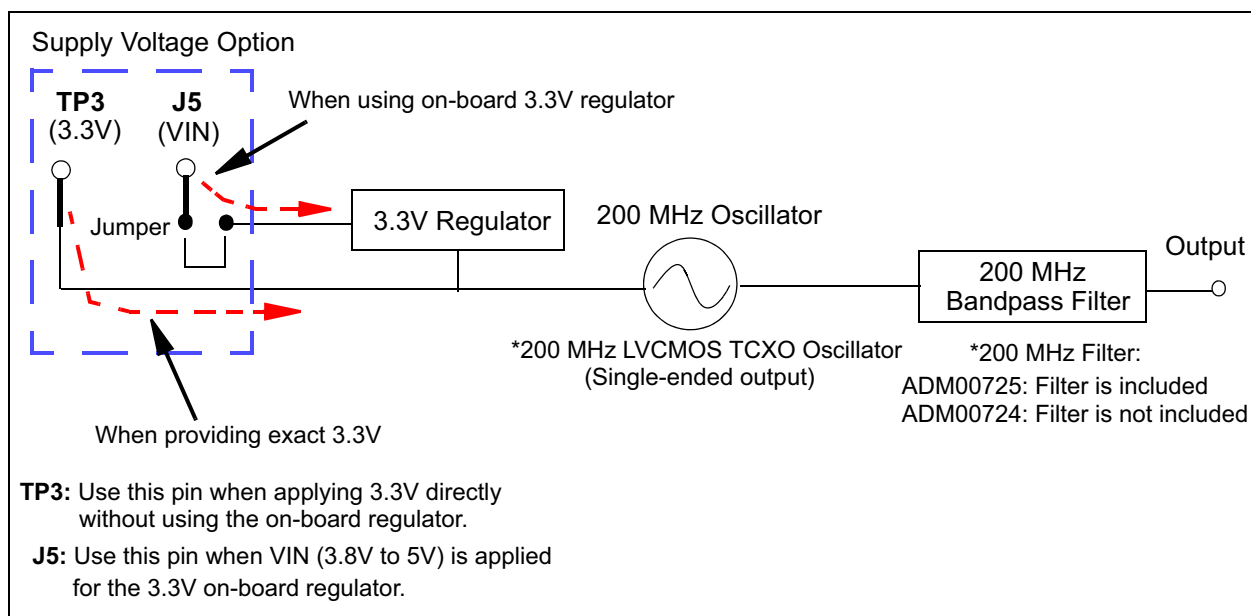 Supply Voltage Option
TP3
(3.3V)
J5
(VIN)
When using on-board 3.3V regulator
Jumper
3.3V Regulator
200 MHz Oscillator
200 MHz
Bandpass Filter
Output
*200 MHz LVCMOS TCXO Oscillator
(Single-ended output)
*200 MHz Filter:
ADM00725: Filter is included
ADM00724: Filter is not included
When providing exact 3.3V
TP3: Use this pin when applying 3.3V directly
without using the on-board regulator.
J5: Use this pin when VIN (3.8V to 5V) is applied
for the 3.3V on-board regulator.